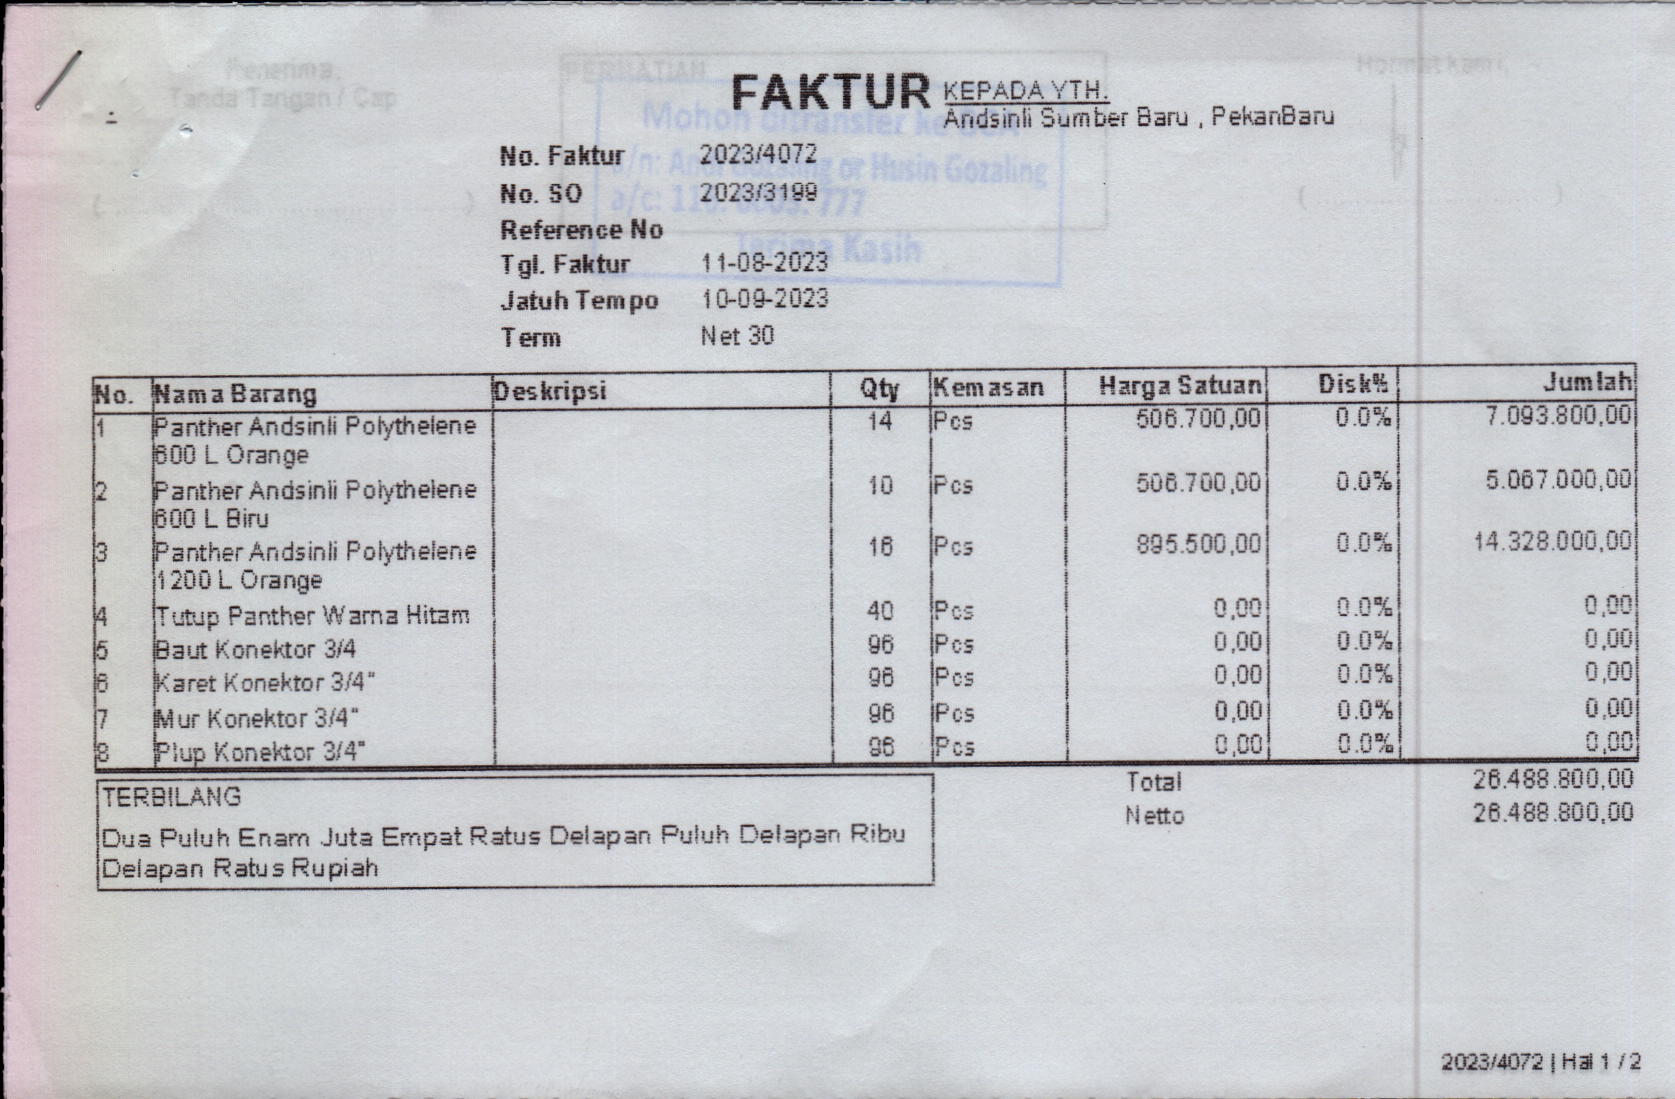 Penerima,
Tanda Tangan / Cap
PERHATIAN
Hormat kami,
FAKTUR
KEPADA YTH.
Andsinli Sumber Baru , PekanBaru
Mohon ditransfer ke BCA
a/n: Andi Gozaling or Husin Gozaling
a/c: 777
Terima Kasih
No. Faktur 2023/4072
No. SO 2023/3199
Reference No
Tgl. Faktur 11-08-2023
Jatuh Tempo 10-09-2023
Term Net 30
No. Nama Barang Deskripsi Qty Kemasan Harga Satuan Disk% Jumlah
1 Panther Andsinli Polythelene 14 Pcs 506.700,00 0.0% 7.093.800,00
600 L Orange
2 Panther Andsinli Polythelene 10 Pcs 506.700,00 0.0% 5.067.000,00
600 L Biru
3 Panther Andsinli Polythelene 16 Pcs 895.500,00 0.0% 14.328.000,00
1200 L Orange
4 Tutup Panther Warna Hitam 40 Pcs 0,00 0.0% 0,00
5 Baut Konektor 3/4 96 Pcs 0,00 0.0% 0,00
6 Karet Konektor 3/4" 96 Pcs 0,00 0.0% 0,00
7 Mur Konektor 3/4" 96 Pcs 0,00 0.0% 0,00
8 Plup Konektor 3/4" 96 Pcs 0,00 0.0% 0,00
Total 26.488.800,00
Netto 26.488.800,00
TERBILANG
Dua Puluh Enam Juta Empat Ratus Delapan Puluh Delapan Ribu
Delapan Ratus Rupiah
2023/4072 | Hal 1 / 2